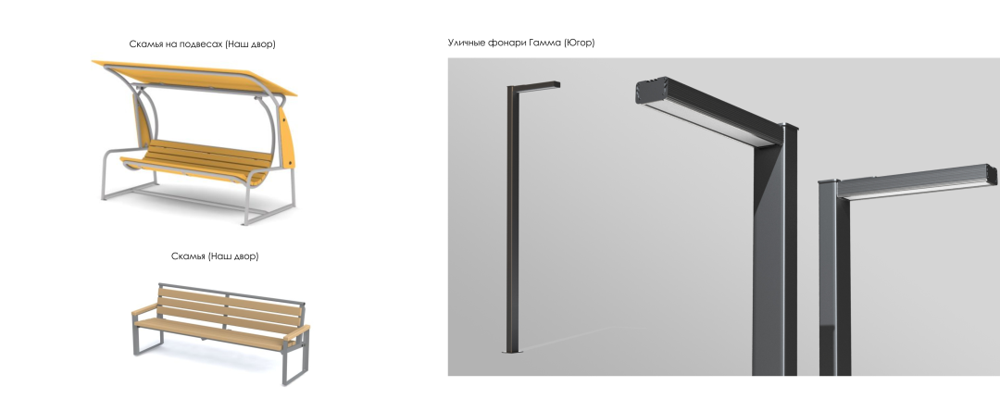 Скамья на подвесах (Наш двор)
Уличные фонари Гамма (Югор)
Скамья (Наш двор)